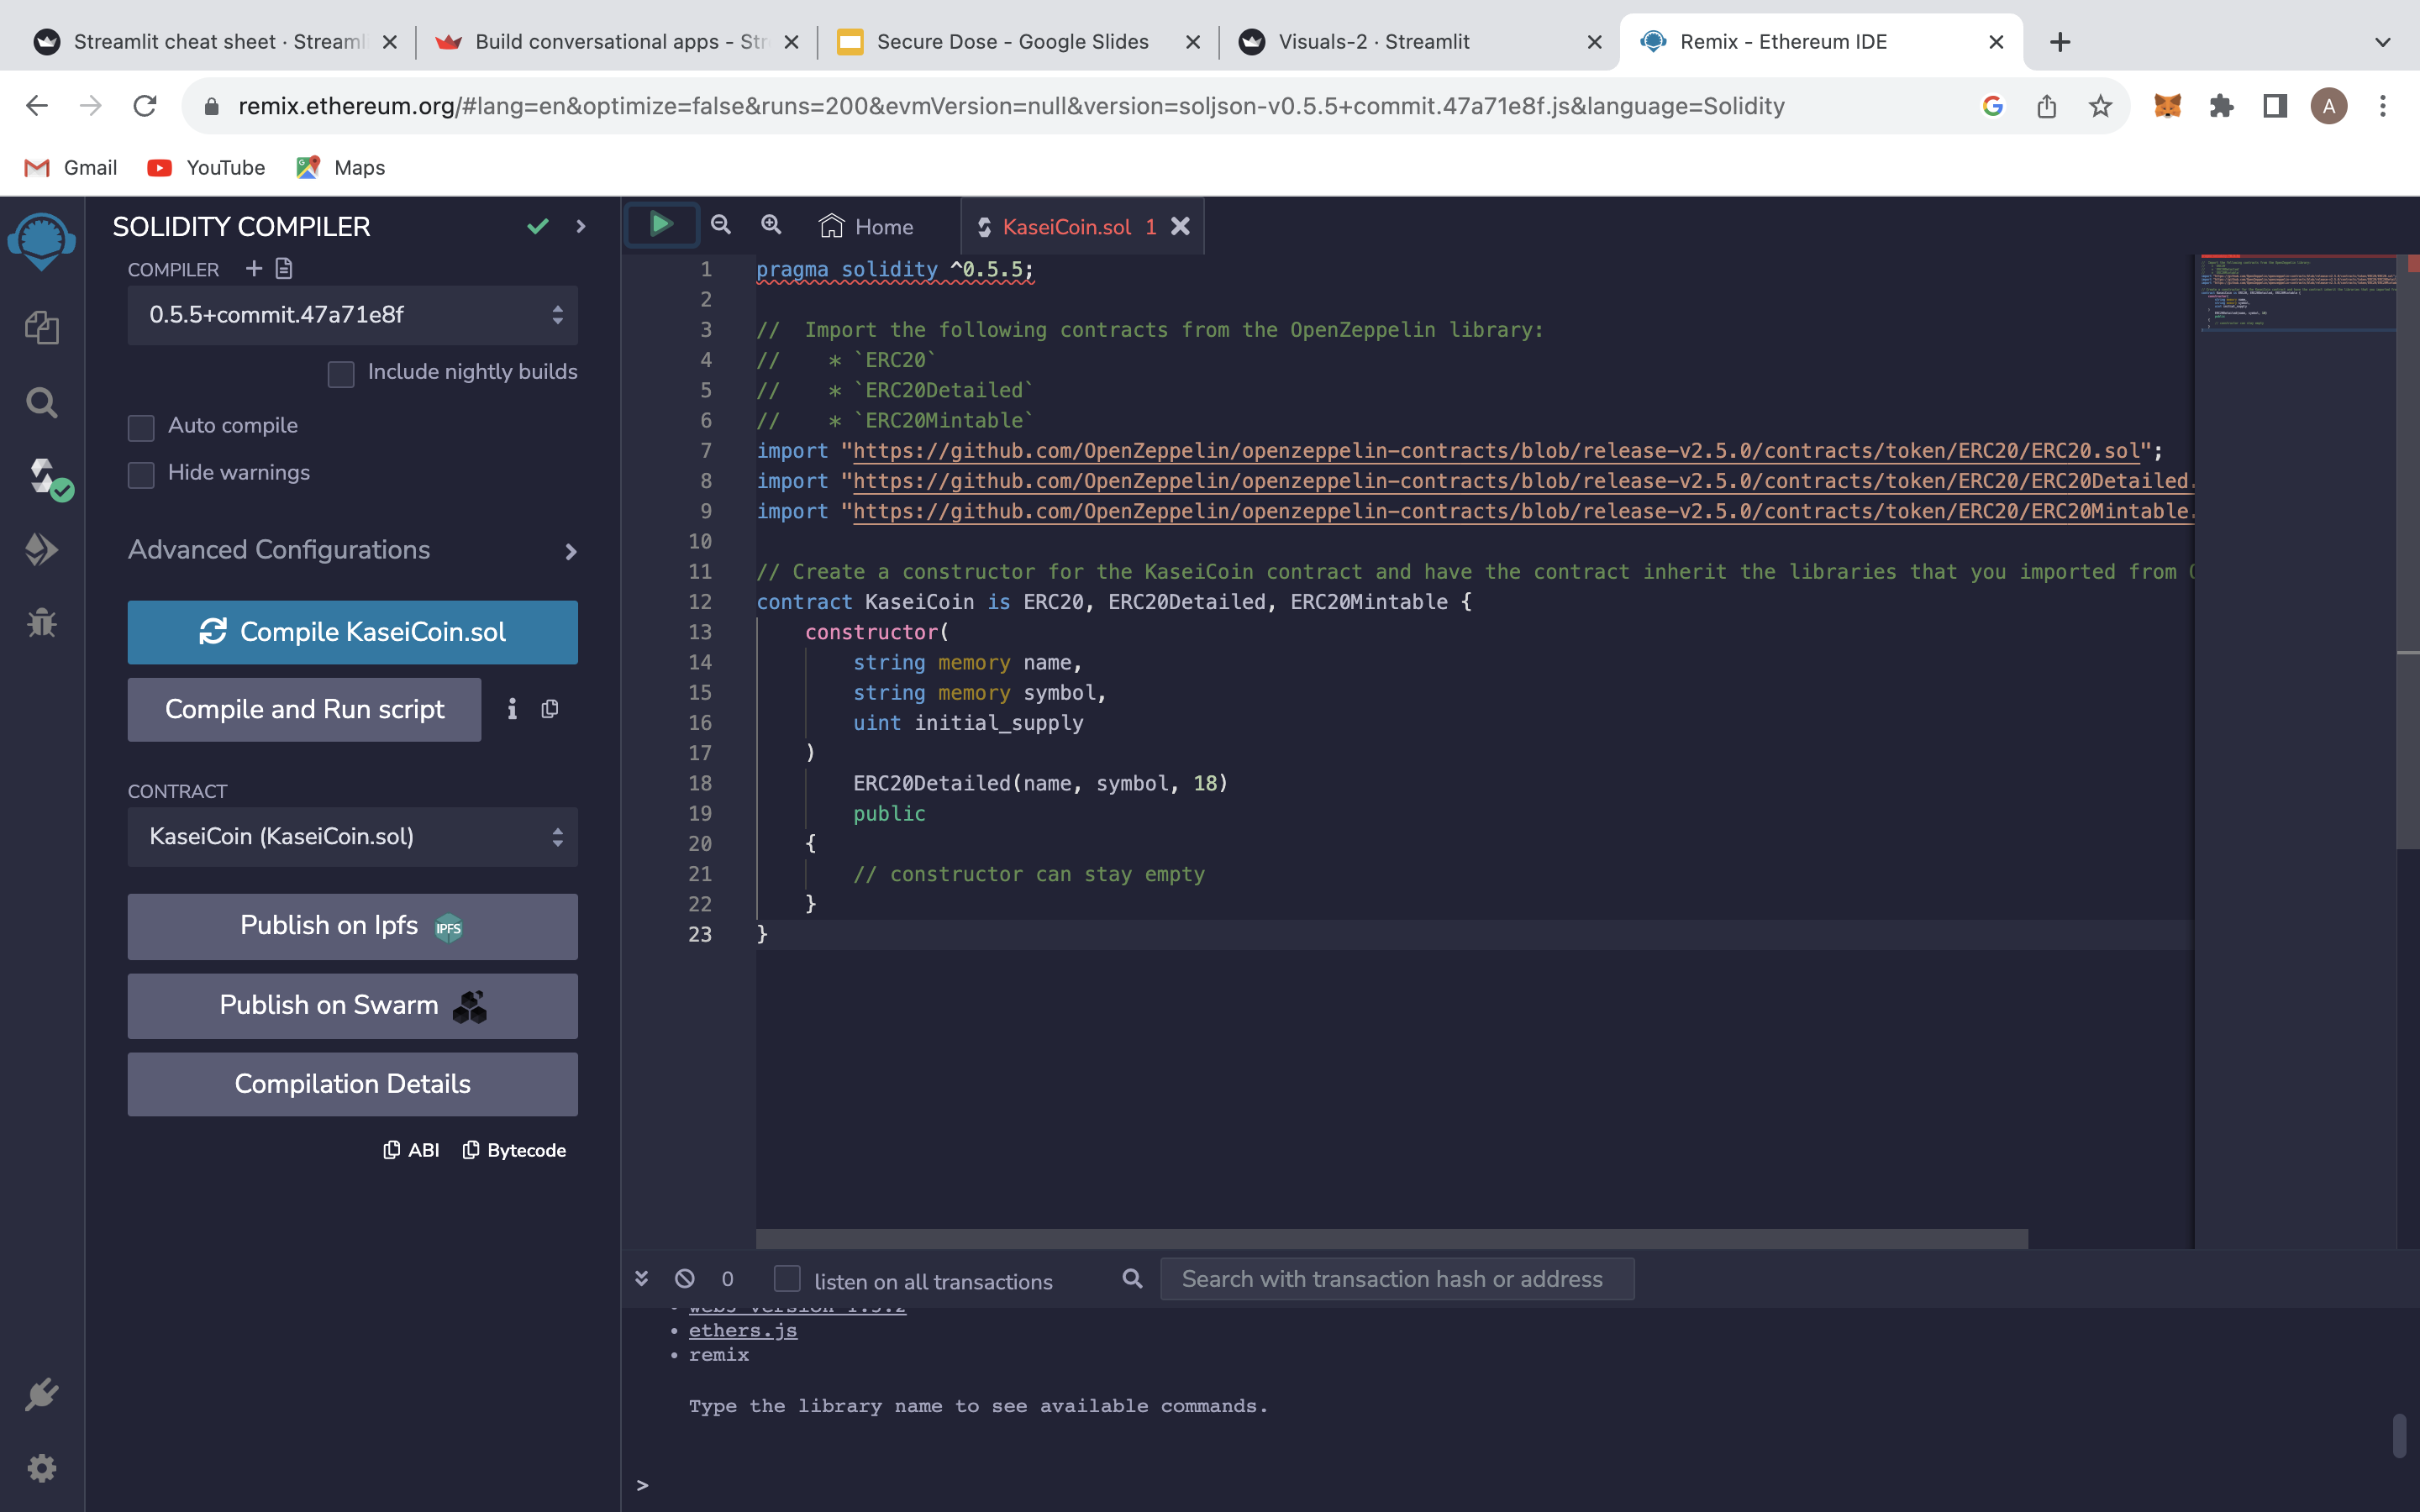 Streamlit cheat sheet · Streaml
Build conversational apps - Str
Secure Dose - Google Slides
Visuals-2 · Streamlit
Remix - Ethereum IDE
remix.ethereum.org/#lang=en&optimize=false&runs=200&evmVersion=null&version=soljson-v0.5.5+commit.47a71e8f.js&language=Solidity
A
Gmail
YouTube
Maps
SOLIDITY COMPILER
COMPILER
0.5.5+commit.47a71e8f
Include nightly builds
Auto compile
Hide warnings
Advanced Configurations
Compile KaseiCoin.sol
Compile and Run script
CONTRACT
KaseiCoin (KaseiCoin.sol)
Publish on Ipfs IPFS
Publish on Swarm
Compilation Details
ABI Bytecode
Home
KaseiCoin.sol 1
1 pragma solidity ^0.5.5;
2
3 //  Import the following contracts from the OpenZeppelin library:
4 //    * `ERC20`
5 //    * `ERC20Detailed`
6 //    * `ERC20Mintable`
7 import "https://github.com/OpenZeppelin/openzeppelin-contracts/blob/release-v2.5.0/contracts/token/ERC20/ERC20.sol";
8 import "https://github.com/OpenZeppelin/openzeppelin-contracts/blob/release-v2.5.0/contracts/token/ERC20/ERC20Detailed.
9 import "https://github.com/OpenZeppelin/openzeppelin-contracts/blob/release-v2.5.0/contracts/token/ERC20/ERC20Mintable.
10
11 // Create a constructor for the KaseiCoin contract and have the contract inherit the libraries that you imported from
12 contract KaseiCoin is ERC20, ERC20Detailed, ERC20Mintable {
13     constructor(
14         string memory name,
15         string memory symbol,
16         uint initial_supply
17     )
18         ERC20Detailed(name, symbol, 18)
19         public
20     {
21         // constructor can stay empty
22     }
23 }
0
listen on all transactions
Search with transaction hash or address
• web3 version 1.5.2
• ethers.js
• remix
Type the library name to see available commands.
>